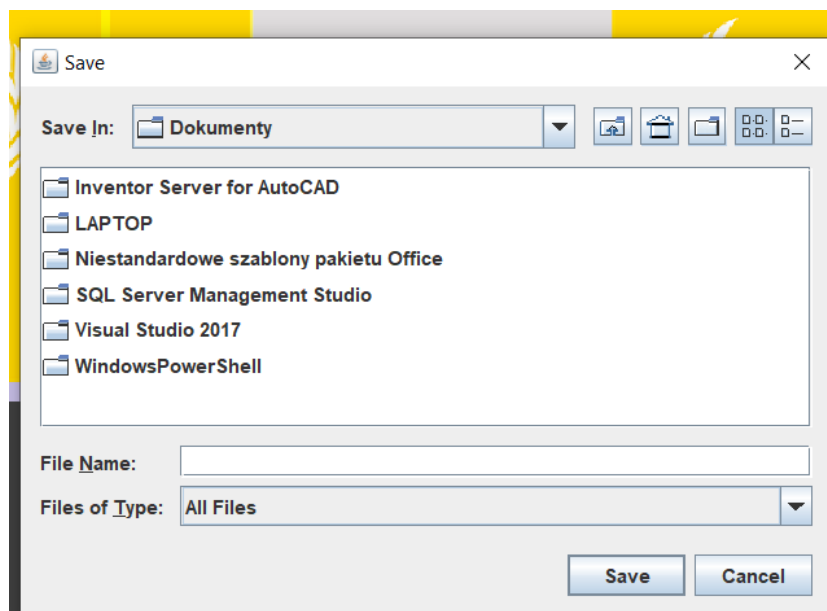 Save
Save In: Dokumenty
Inventor Server for AutoCAD
LAPTOP
Niestandardowe szablony pakietu Office
SQL Server Management Studio
Visual Studio 2017
WindowsPowerShell
File Name:
Files of Type: All Files
Save Cancel